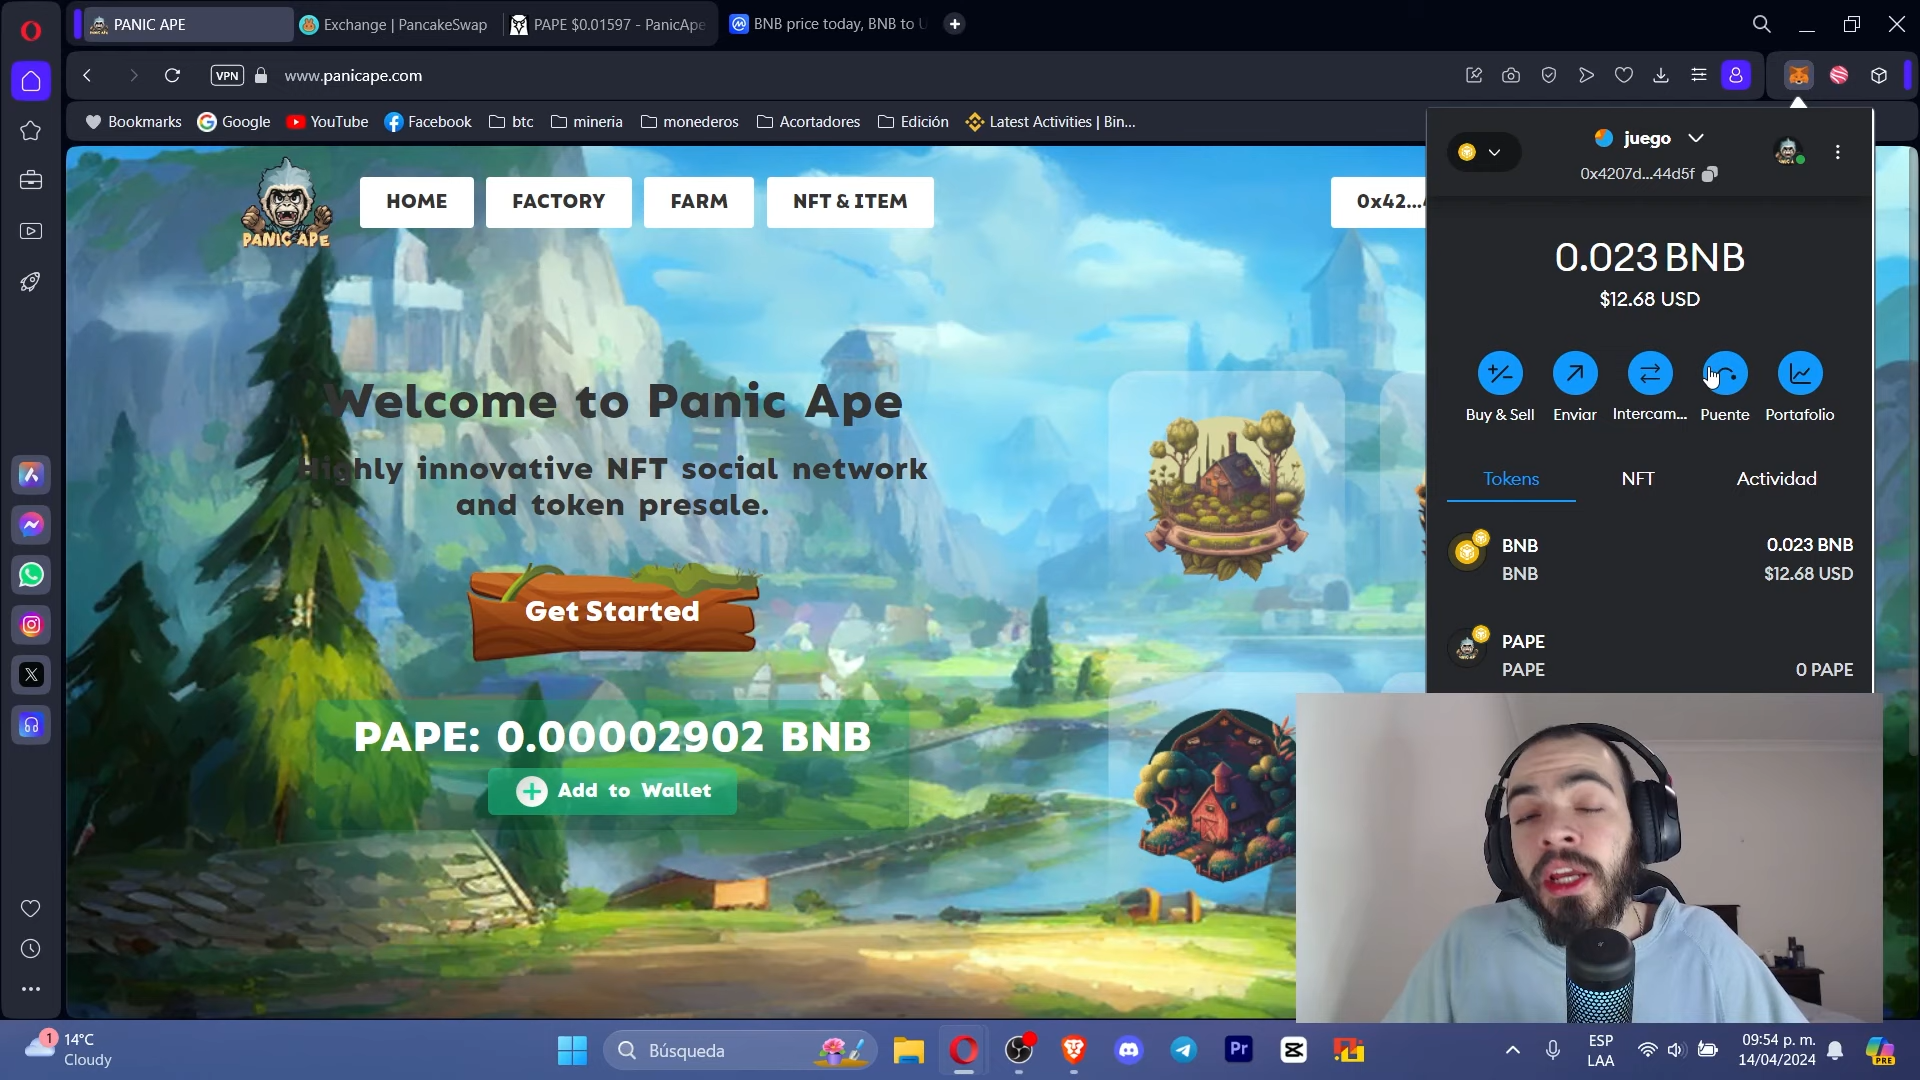 PANIC APE
Exchange | PancakeSwap
PAPE $0.01597 - PanicApe
BNB price today, BNB to U
VPN
www.panicape.com
Bookmarks
Google
YouTube
Facebook
btc
mineria
monederos
Acortadores
Edición
Latest Activities | Bin...
PANIC APE
HOME
FACTORY
FARM
NFT & ITEM
0x42...
juego
0x4207d...44d5f
0.023 BNB
$12.68 USD
Buy & Sell
Enviar
Intercam...
Puente
Portafolio
Tokens
NFT
Actividad
BNB
BNB
0.023 BNB
$12.68 USD
PAPE
PAPE
0 PAPE
Welcome to Panic Ape
Highly innovative NFT social network
and token presale.
Get Started
PAPE: 0.00002902 BNB
Add to Wallet
1
14°C
Cloudy
Búsqueda
Pr
ESP
LAA
09:54 p. m.
14/04/2024
PRE